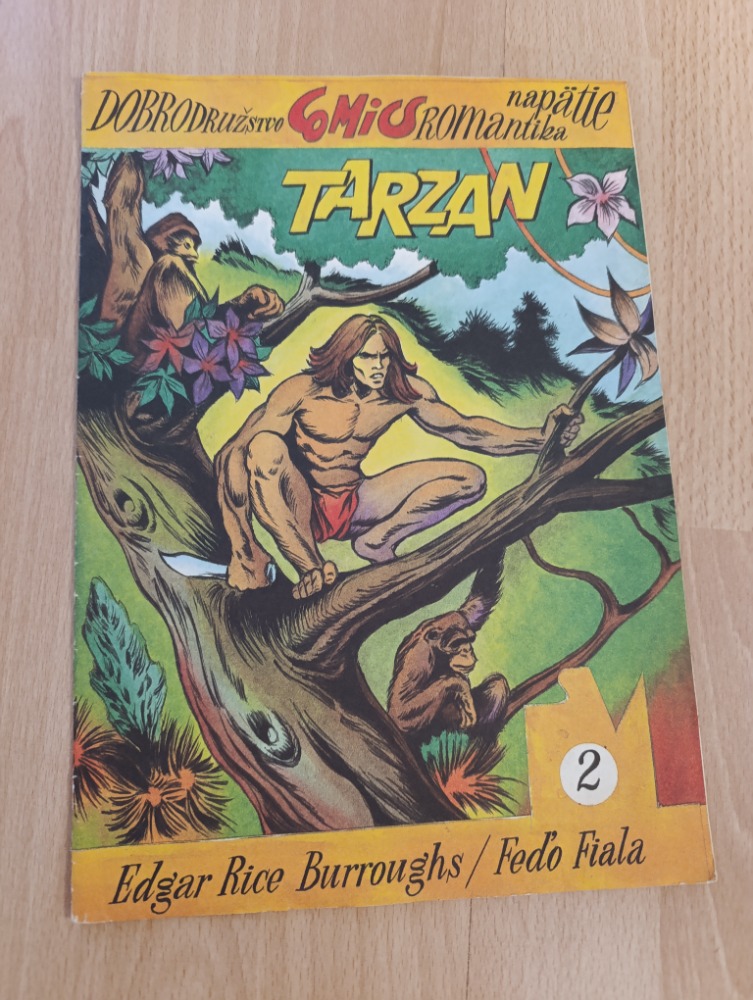 DOBRODRUŽSTVO COMICS ROMantika napätie
TARZAN
2
Edgar Rice Burroughs / Feďo Fiala